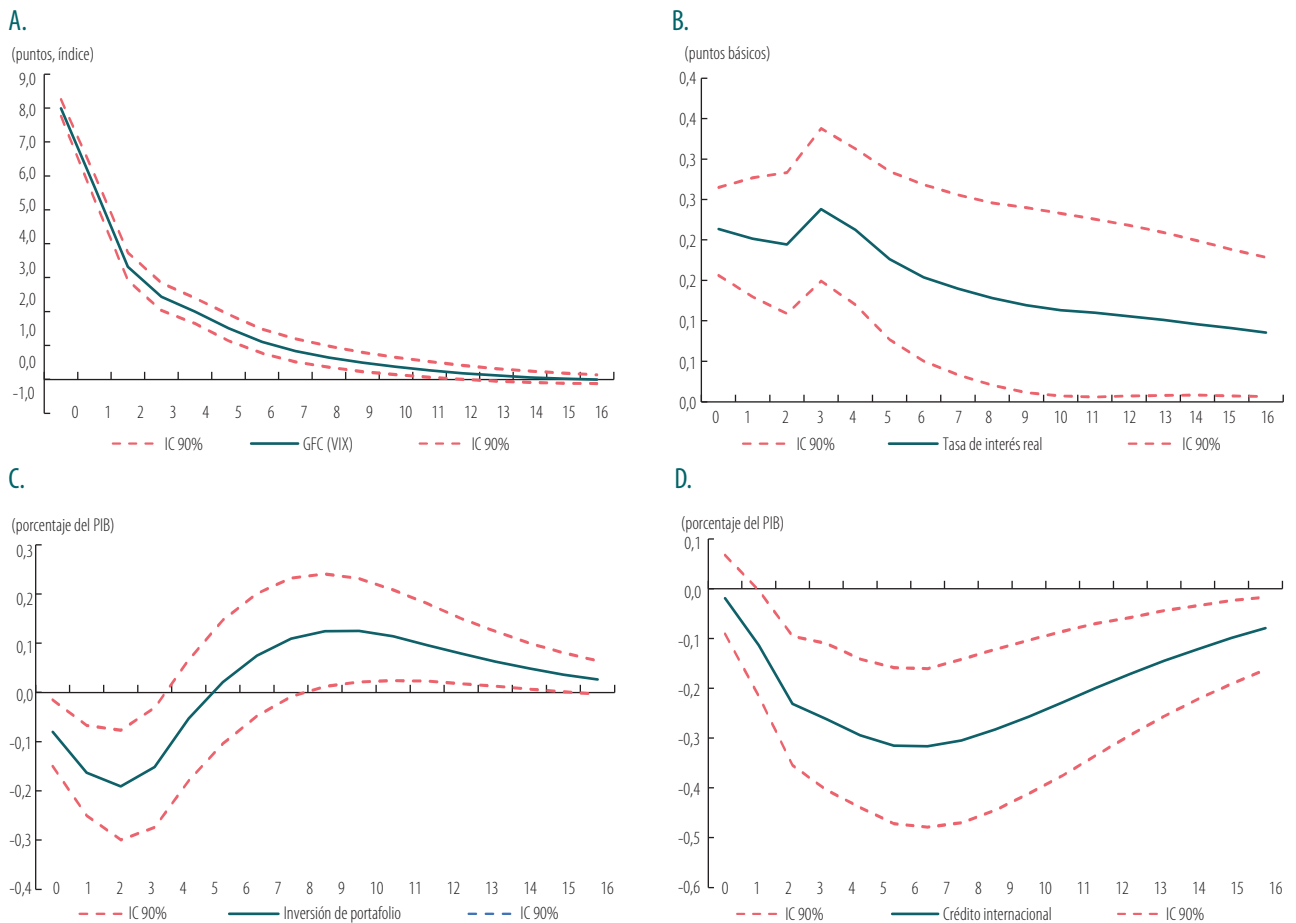 A.
(puntos, índice)
9,0
8,0
7,0
6,0
5,0
4,0
3,0
2,0
1,0
0,0
-1,0
0 1 2 3 4 5 6 7 8 9 10 11 12 13 14 15 16
IC 90% GFC (VIX) IC 90%
B.
(puntos básicos)
0,4
0,4
0,3
0,3
0,2
0,2
0,1
0,1
0,0
0 1 2 3 4 5 6 7 8 9 10 11 12 13 14 15 16
IC 90% Tasa de interés real IC 90%
C.
(porcentaje del PIB)
0,3
0,2
0,1
0,0
-0,1
-0,2
-0,3
-0,4
0 1 2 3 4 5 6 7 8 9 10 11 12 13 14 15 16
IC 90% Inversión de portafolio IC 90%
D.
(porcentaje del PIB)
0,1
0,0
-0,1
-0,2
-0,3
-0,4
-0,5
-0,6
0 1 2 3 4 5 6 7 8 9 10 11 12 13 14 15 16
IC 90% Crédito internacional IC 90%